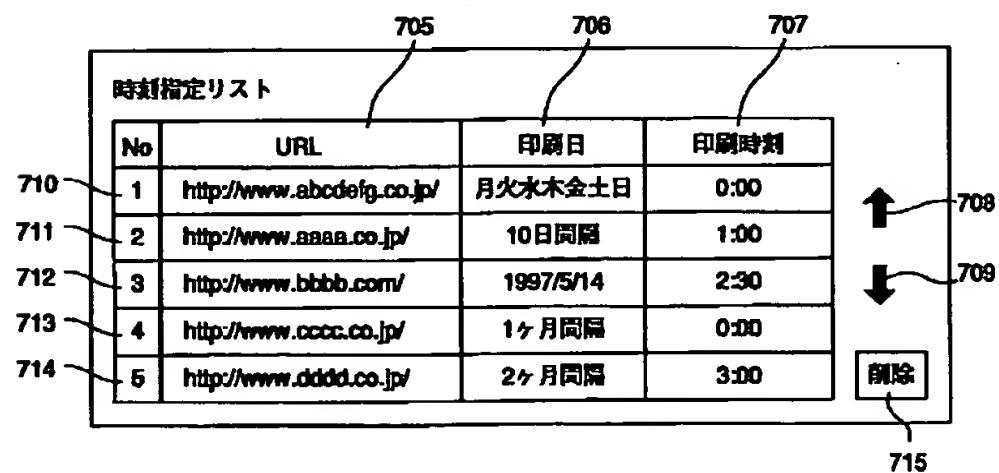 705 706 707
時刻指定リスト
No URL 印刷日 印刷時刻
710 1 http://www.abcdefg.co.jp/ 月火水木金土日 0:00
708
711 2 http://www.aaaa.co.jp/ 10日間隔 1:00
712 3 http://www.bbbb.com/ 1997/5/14 2:30
709
713 4 http://www.cccc.co.jp/ 1ヶ月間隔 0:00
714 5 http://www.dddd.co.jp/ 2ヶ月間隔 3:00
削除
715